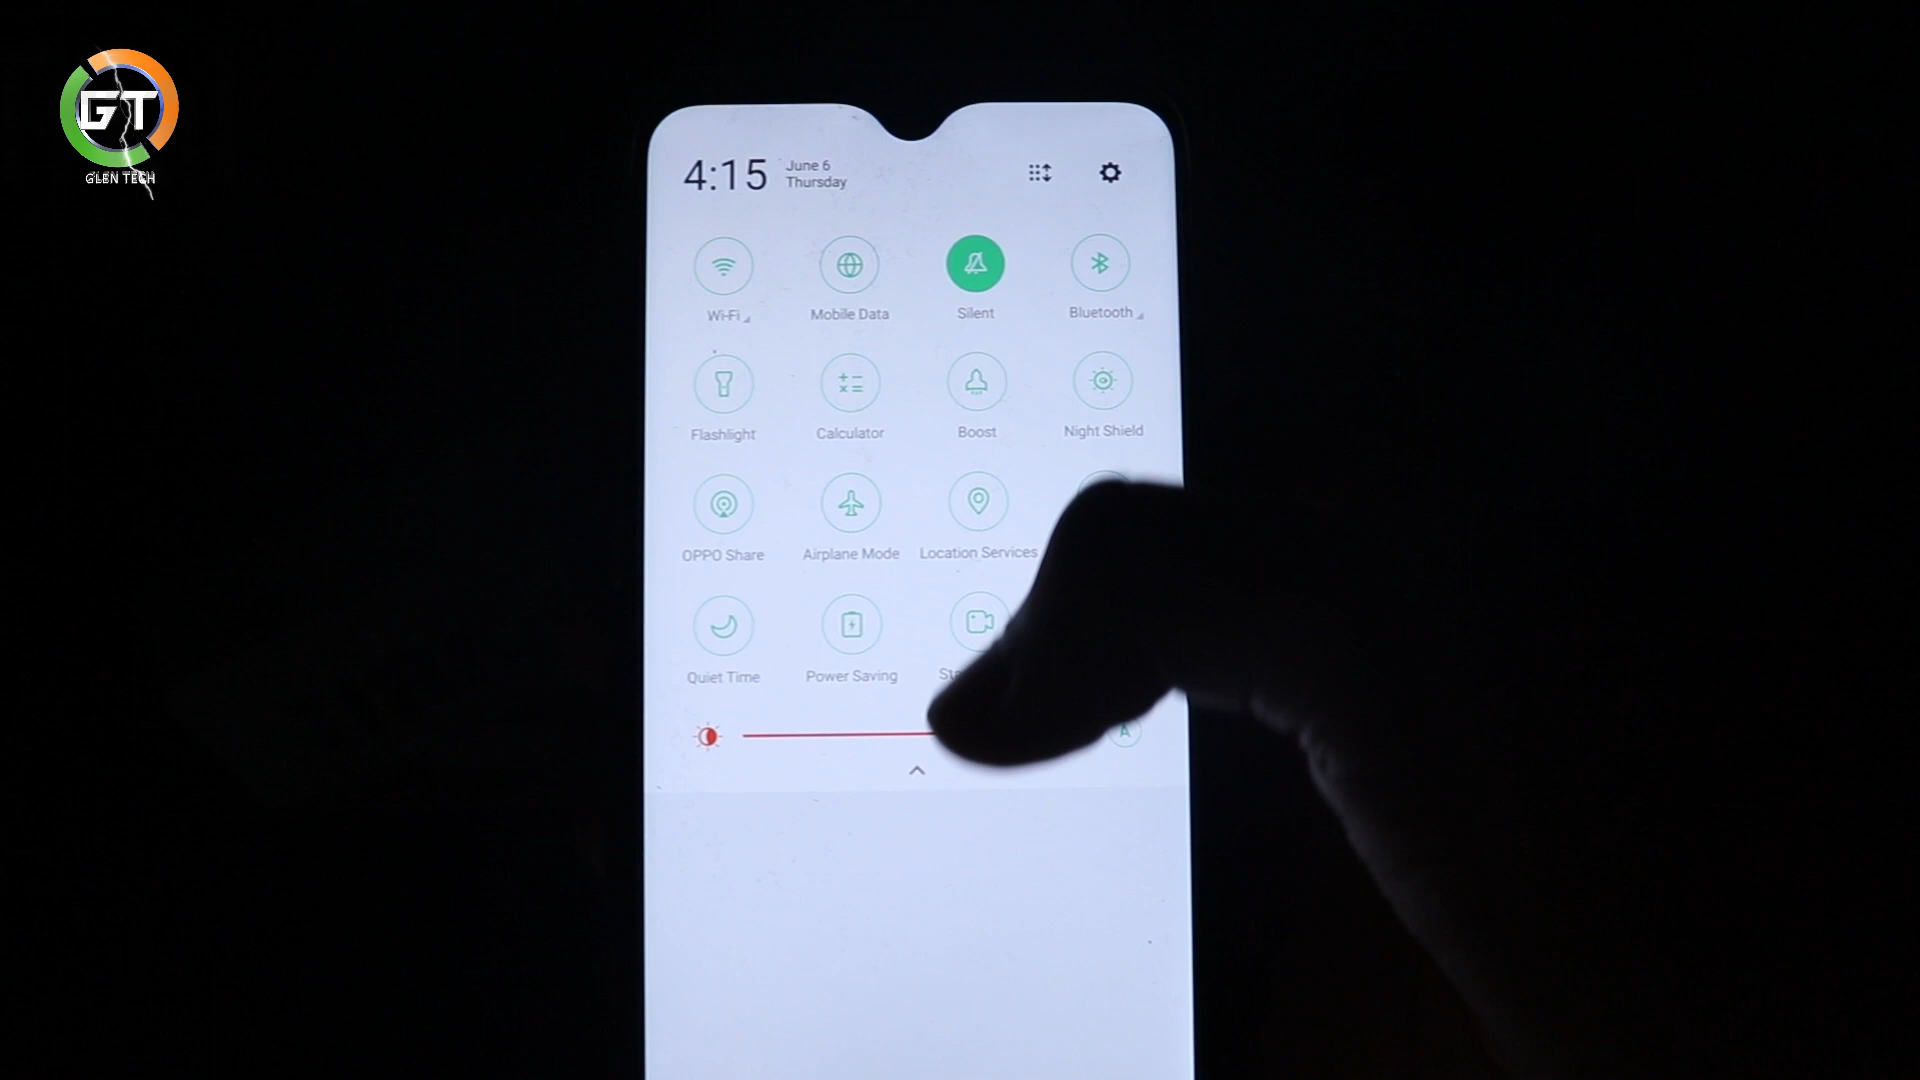 GT
GLEN TECH
4:15
June 6
Thursday
Wi-Fi
Mobile Data
Silent
Bluetooth
Flashlight
Calculator
Boost
Night Shield
OPPO Share
Airplane Mode
Location Services
Quiet Time
Power Saving
A